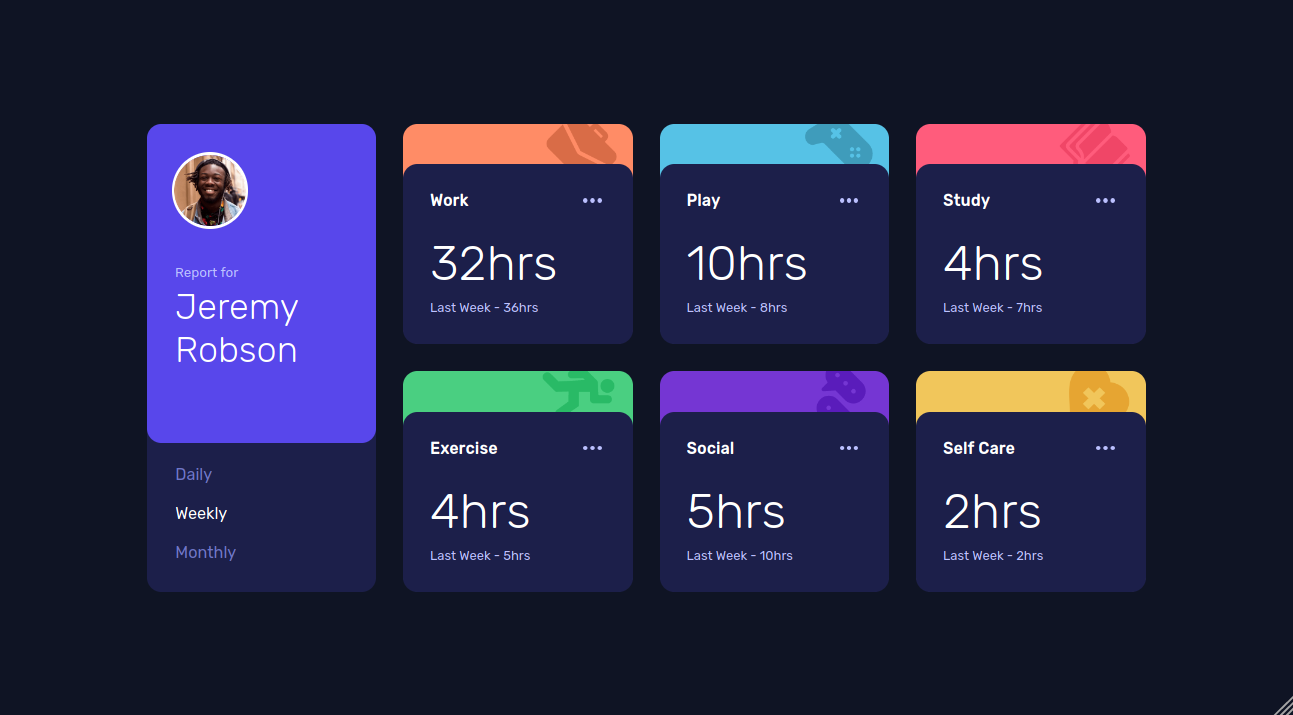 Report for
Jeremy
Robson
Daily
Weekly
Monthly
Work
32hrs
Last Week - 36hrs
Play
10hrs
Last Week - 8hrs
Study
4hrs
Last Week - 7hrs
Exercise
4hrs
Last Week - 5hrs
Social
5hrs
Last Week - 10hrs
Self Care
2hrs
Last Week - 2hrs